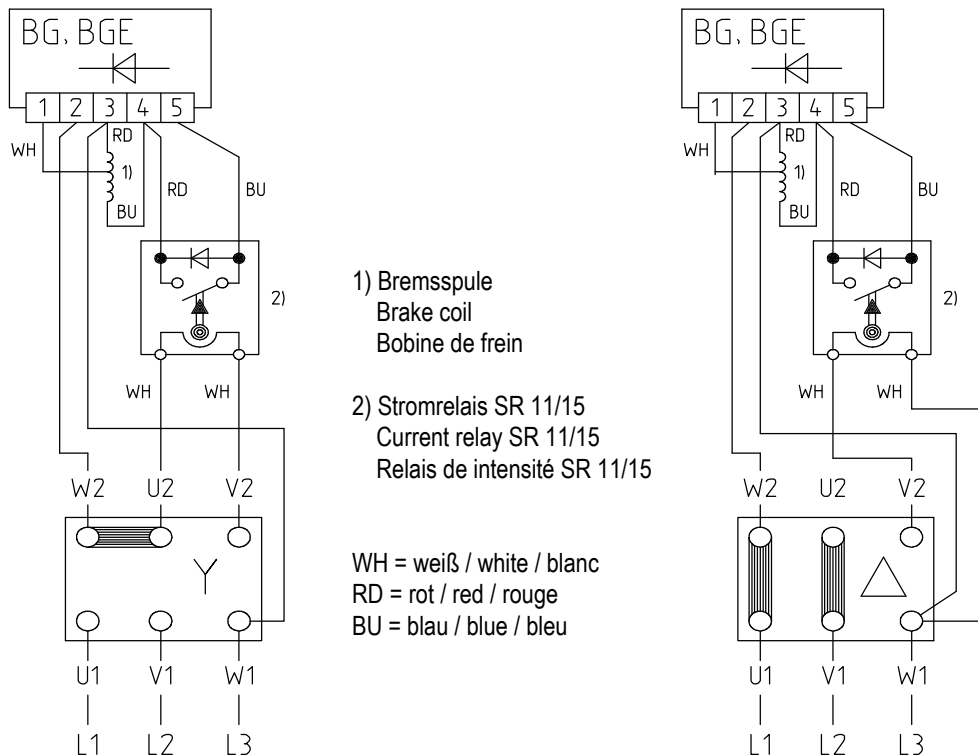 BG, BGE
1 2 3 4 5
WH
RD
1)
BU
RD
BU
2)
WH
WH
W2 U2 V2
U1 V1 W1
L1 L2 L3
1) Bremsspule
Brake coil
Bobine de frein
2) Stromrelais SR 11/15
Current relay SR 11/15
Relais de intensité SR 11/15
WH = weiß / white / blanc
RD = rot / red / rouge
BU = blau / blue / bleu
BG, BGE
1 2 3 4 5
WH
RD
1)
BU
RD
BU
2)
WH
WH
W2 U2 V2
U1 V1 W1
L1 L2 L3